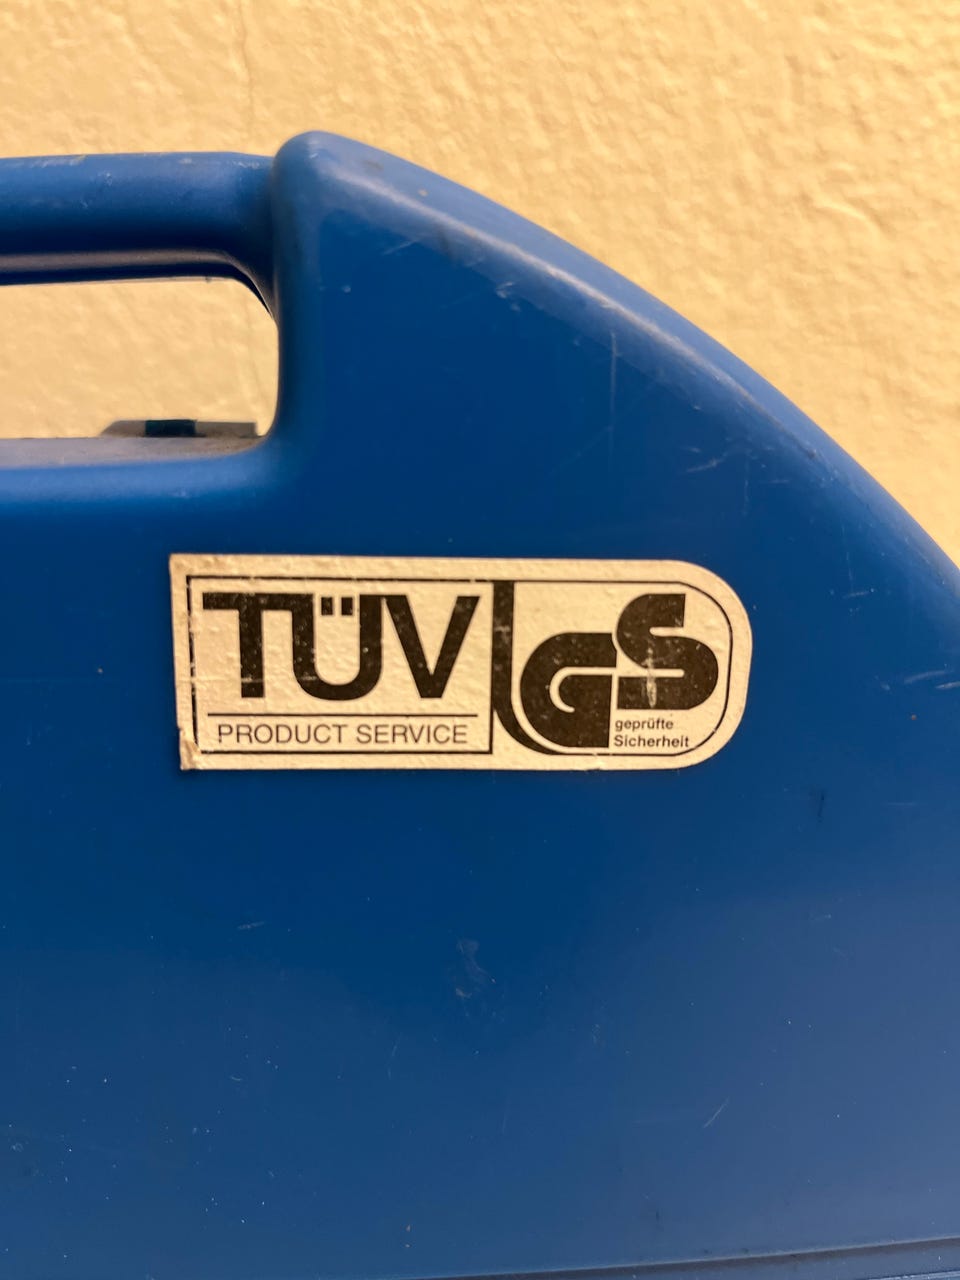 TÜV
PRODUCT SERVICE
GS
geprüfte
Sicherheit